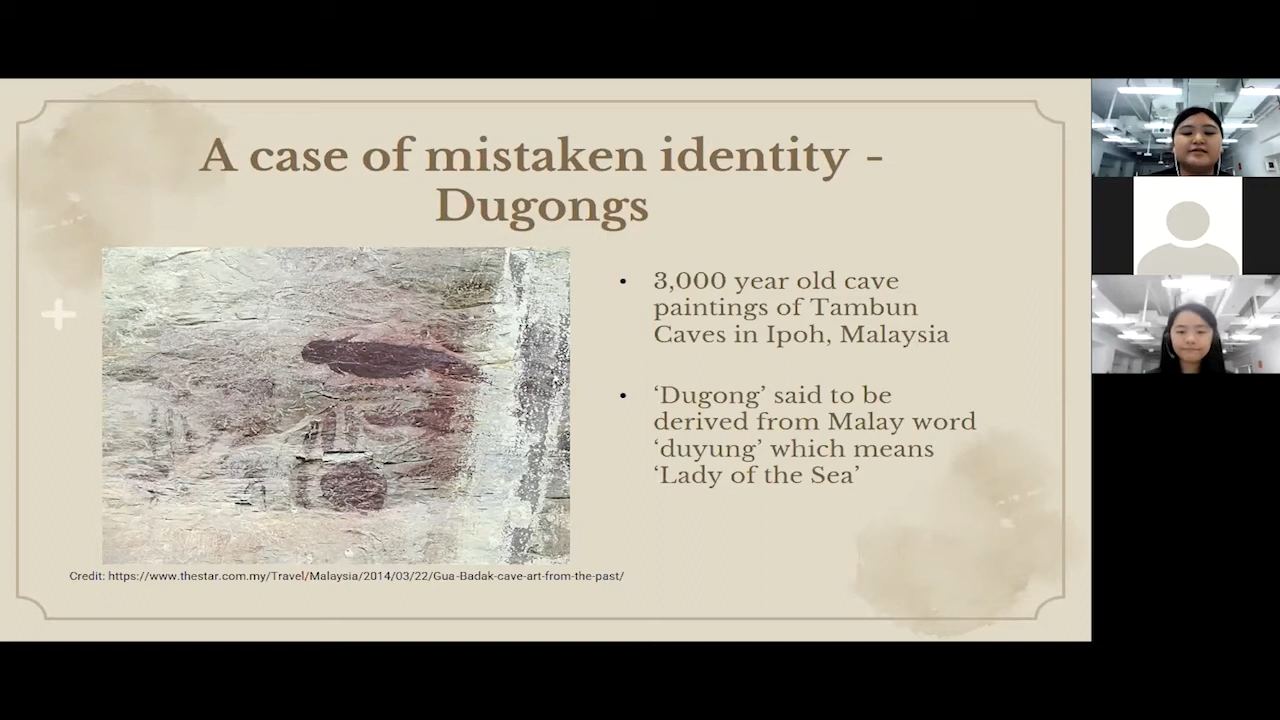 A case of mistaken identity -
Dugongs
• 3,000 year old cave
paintings of Tambun
Caves in Ipoh, Malaysia
• ‘Dugong’ said to be
derived from Malay word
‘duyung’ which means
‘Lady of the Sea’
Credit: https://www.thestar.com.my/Travel/Malaysia/2014/03/22/Gua-Badak-cave-art-from-the-past/